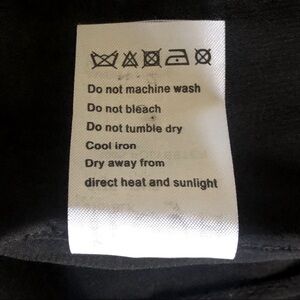 Do not machine wash
Do not bleach
Do not tumble dry
Cool iron
Dry away from
direct heat and sunlight